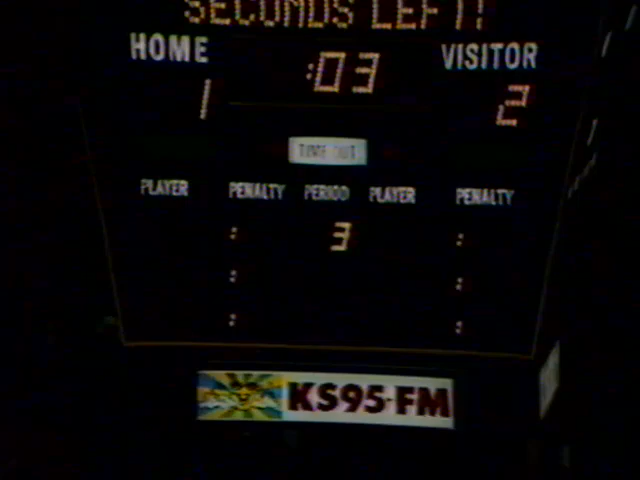 SECONDS LEFT!
HOME :03 VISITOR
1 2
TIME OUT
PLAYER PENALTY PERIOD PLAYER PENALTY
: 3 :
: :
: :
KS95-FM